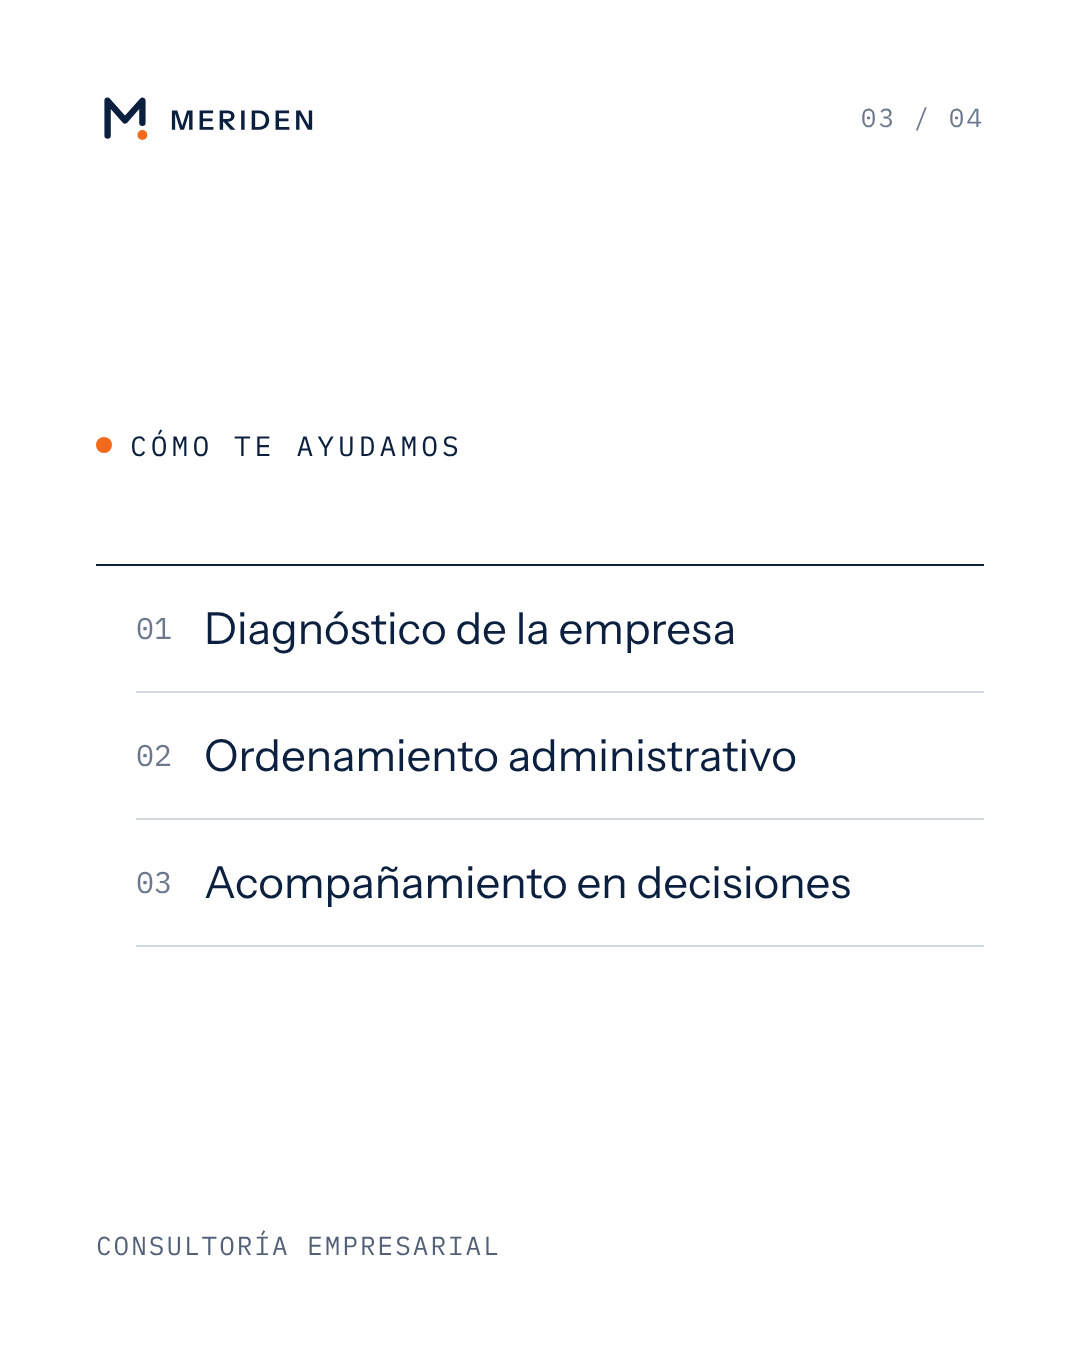 MERIDEN
03 / 04
CÓMO TE AYUDAMOS
01 Diagnóstico de la empresa
02 Ordenamiento administrativo
03 Acompañamiento en decisiones
CONSULTORÍA EMPRESARIAL